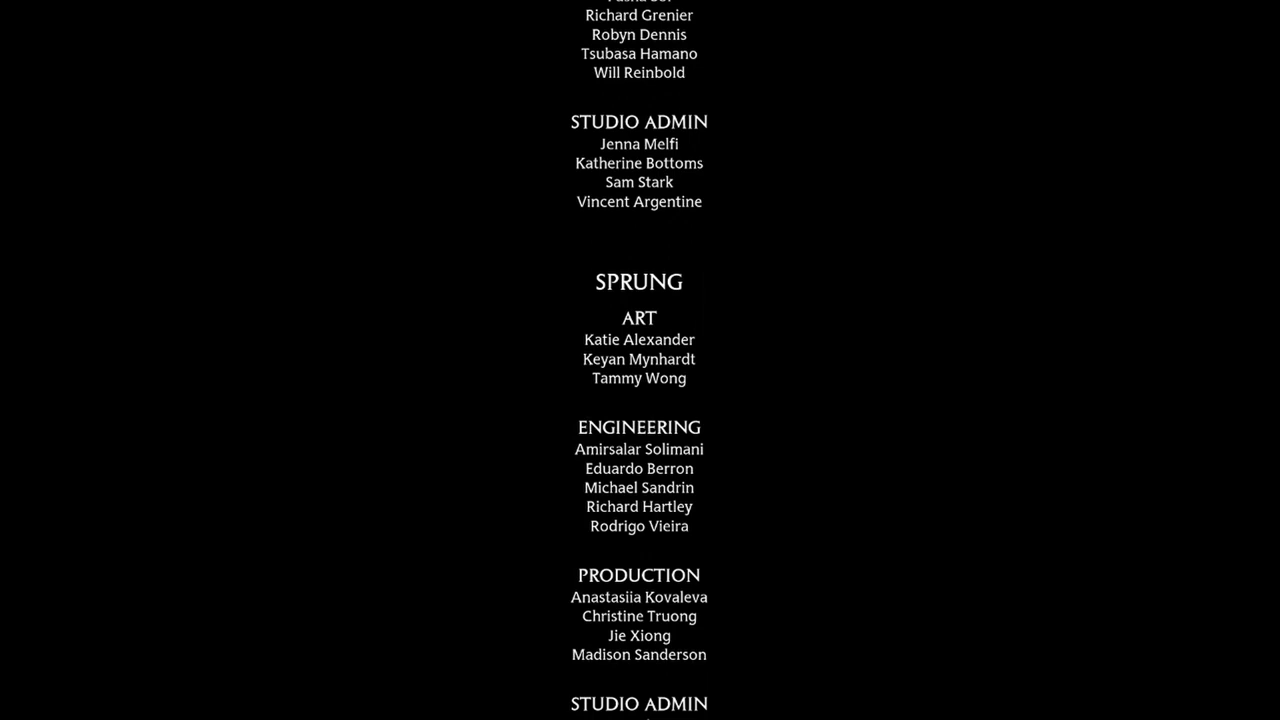 Richard Grenier
Robyn Dennis
Tsubasa Hamano
Will Reinbold
STUDIO ADMIN
Jenna Melfi
Katherine Bottoms
Sam Stark
Vincent Argentine
SPRUNG
ART
Katie Alexander
Keyan Mynhardt
Tammy Wong
ENGINEERING
Amirsalar Solimani
Eduardo Berron
Michael Sandrin
Richard Hartley
Rodrigo Vieira
PRODUCTION
Anastasiia Kovaleva
Christine Truong
Jie Xiong
Madison Sanderson
STUDIO ADMIN